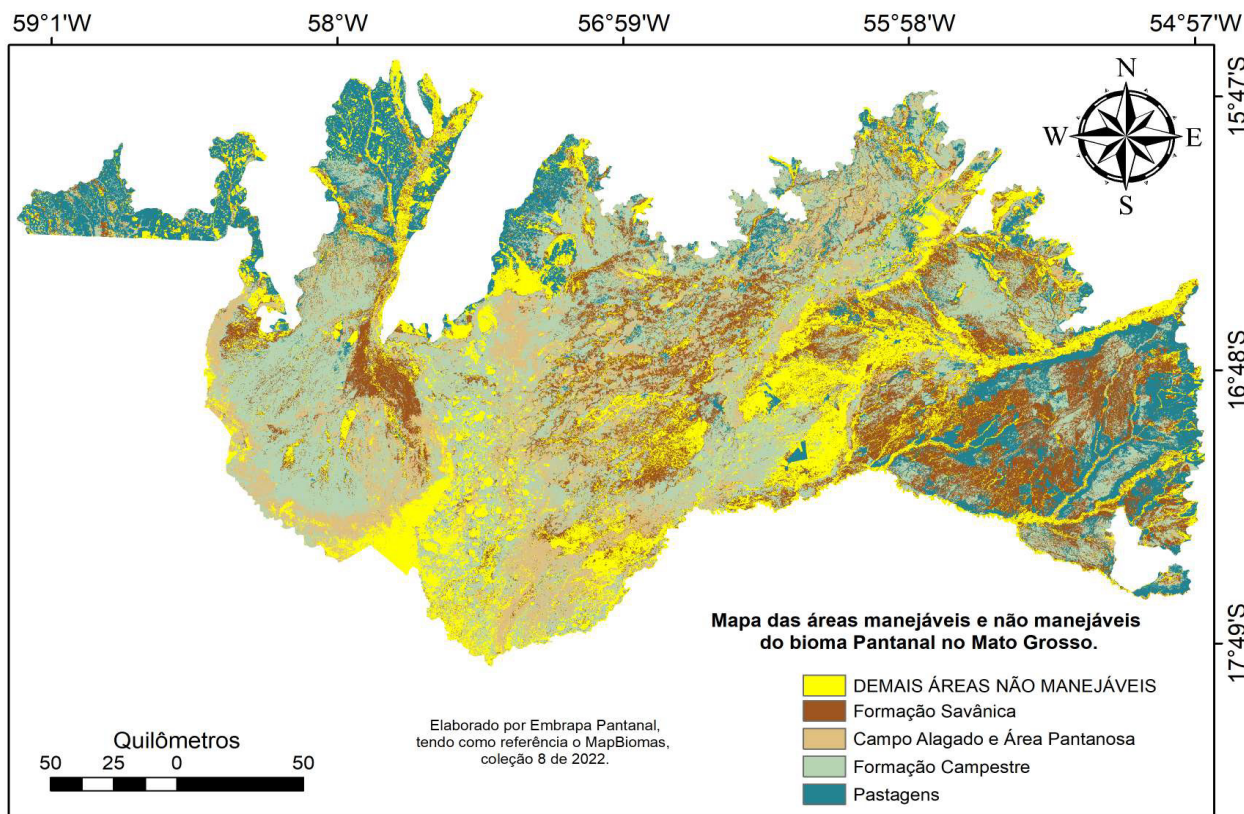 59°1'W 58°W 56°59'W 55°58'W 54°57'W
15°47'S
N
W E
S
16°48'S
17°49'S
Mapa das áreas manejáveis e não manejáveis
do bioma Pantanal no Mato Grosso.
DEMAIS ÁREAS NÃO MANEJÁVEIS
Formação Savânica
Campo Alagado e Área Pantanosa
Formação Campestre
Pastagens
Elaborado por Embrapa Pantanal,
tendo como referência o MapBiomas,
coleção 8 de 2022.
Quilômetros
50 25 0 50